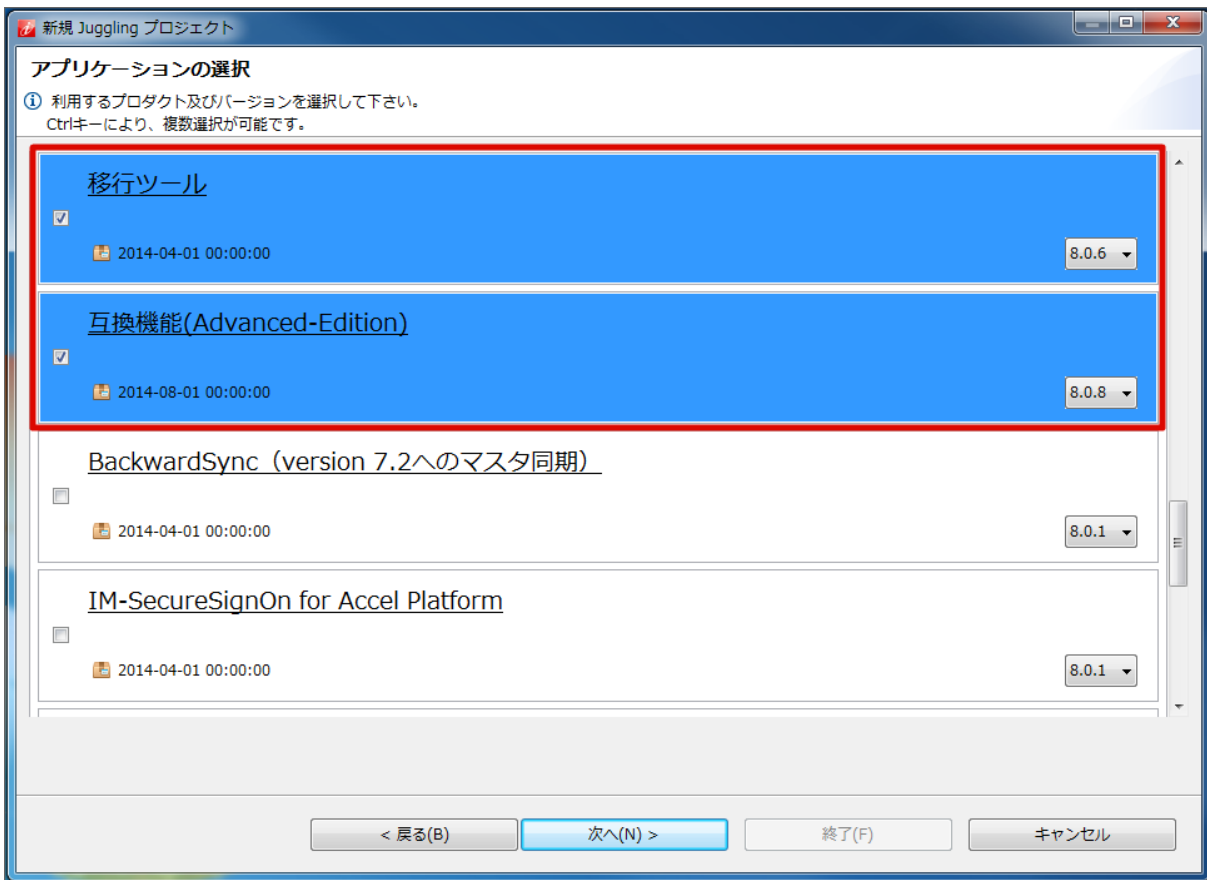 新規 Juggling プロジェクト
アプリケーションの選択
利用するプロダクト及びバージョンを選択して下さい。
Ctrlキーにより、複数選択が可能です。
移行ツール
2014-04-01 00:00:00
8.0.6
互換機能(Advanced-Edition)
2014-08-01 00:00:00
8.0.8
BackwardSync（version 7.2へのマスタ同期）
2014-04-01 00:00:00
8.0.1
IM-SecureSignOn for Accel Platform
2014-04-01 00:00:00
8.0.1
< 戻る(B)
次へ(N) >
終了(F)
キャンセル